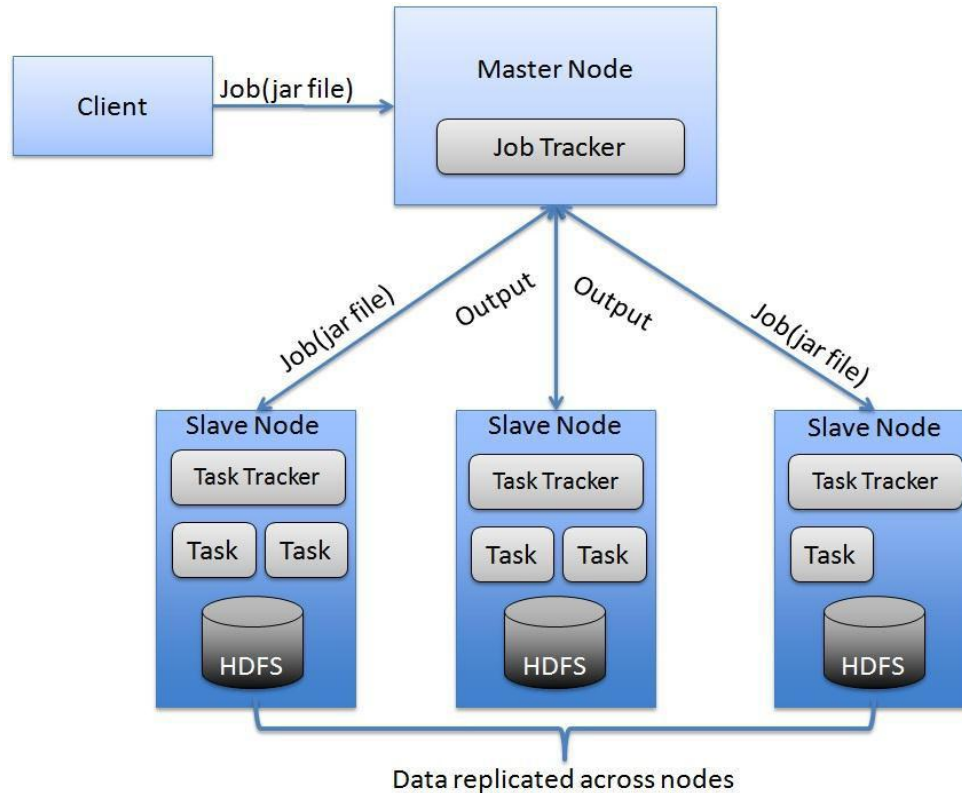 Client
Job(jar file)
Master Node
Job Tracker
Job(jar file)
Output
Output
Job(jar file)
Slave Node
Task Tracker
Task
Task
HDFS
Slave Node
Task Tracker
Task
Task
HDFS
Slave Node
Task Tracker
Task
HDFS
Data replicated across nodes